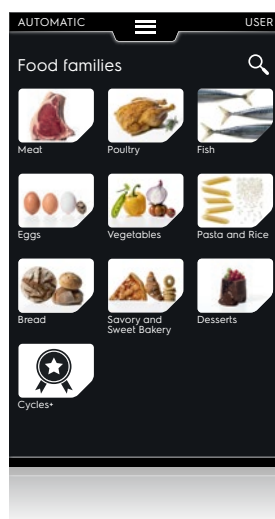 AUTOMATIC USER
Food families
Meat Poultry Fish
Eggs Vegetables Pasta and Rice
Bread Savory and Sweet Bakery Desserts
Cycles+